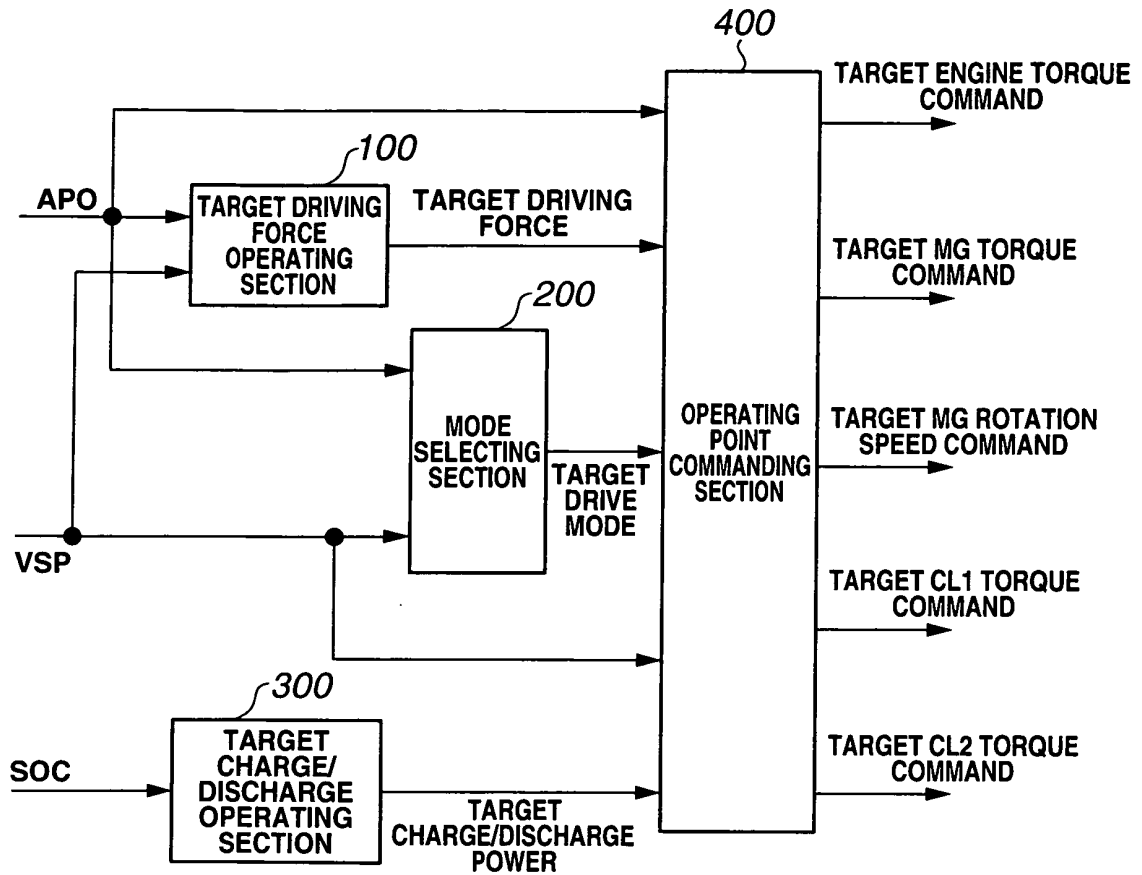 400
TARGET ENGINE TORQUE
COMMAND
100
APO
TARGET DRIVING
FORCE
OPERATING
SECTION
TARGET DRIVING
FORCE
TARGET MG TORQUE
COMMAND
200
MODE
SELECTING
SECTION
TARGET
DRIVE
MODE
OPERATING
POINT
COMMANDING
SECTION
TARGET MG ROTATION
SPEED COMMAND
VSP
TARGET CL1 TORQUE
COMMAND
300
SOC
TARGET
CHARGE/
DISCHARGE
OPERATING
SECTION
TARGET
CHARGE/DISCHARGE
POWER
TARGET CL2 TORQUE
COMMAND